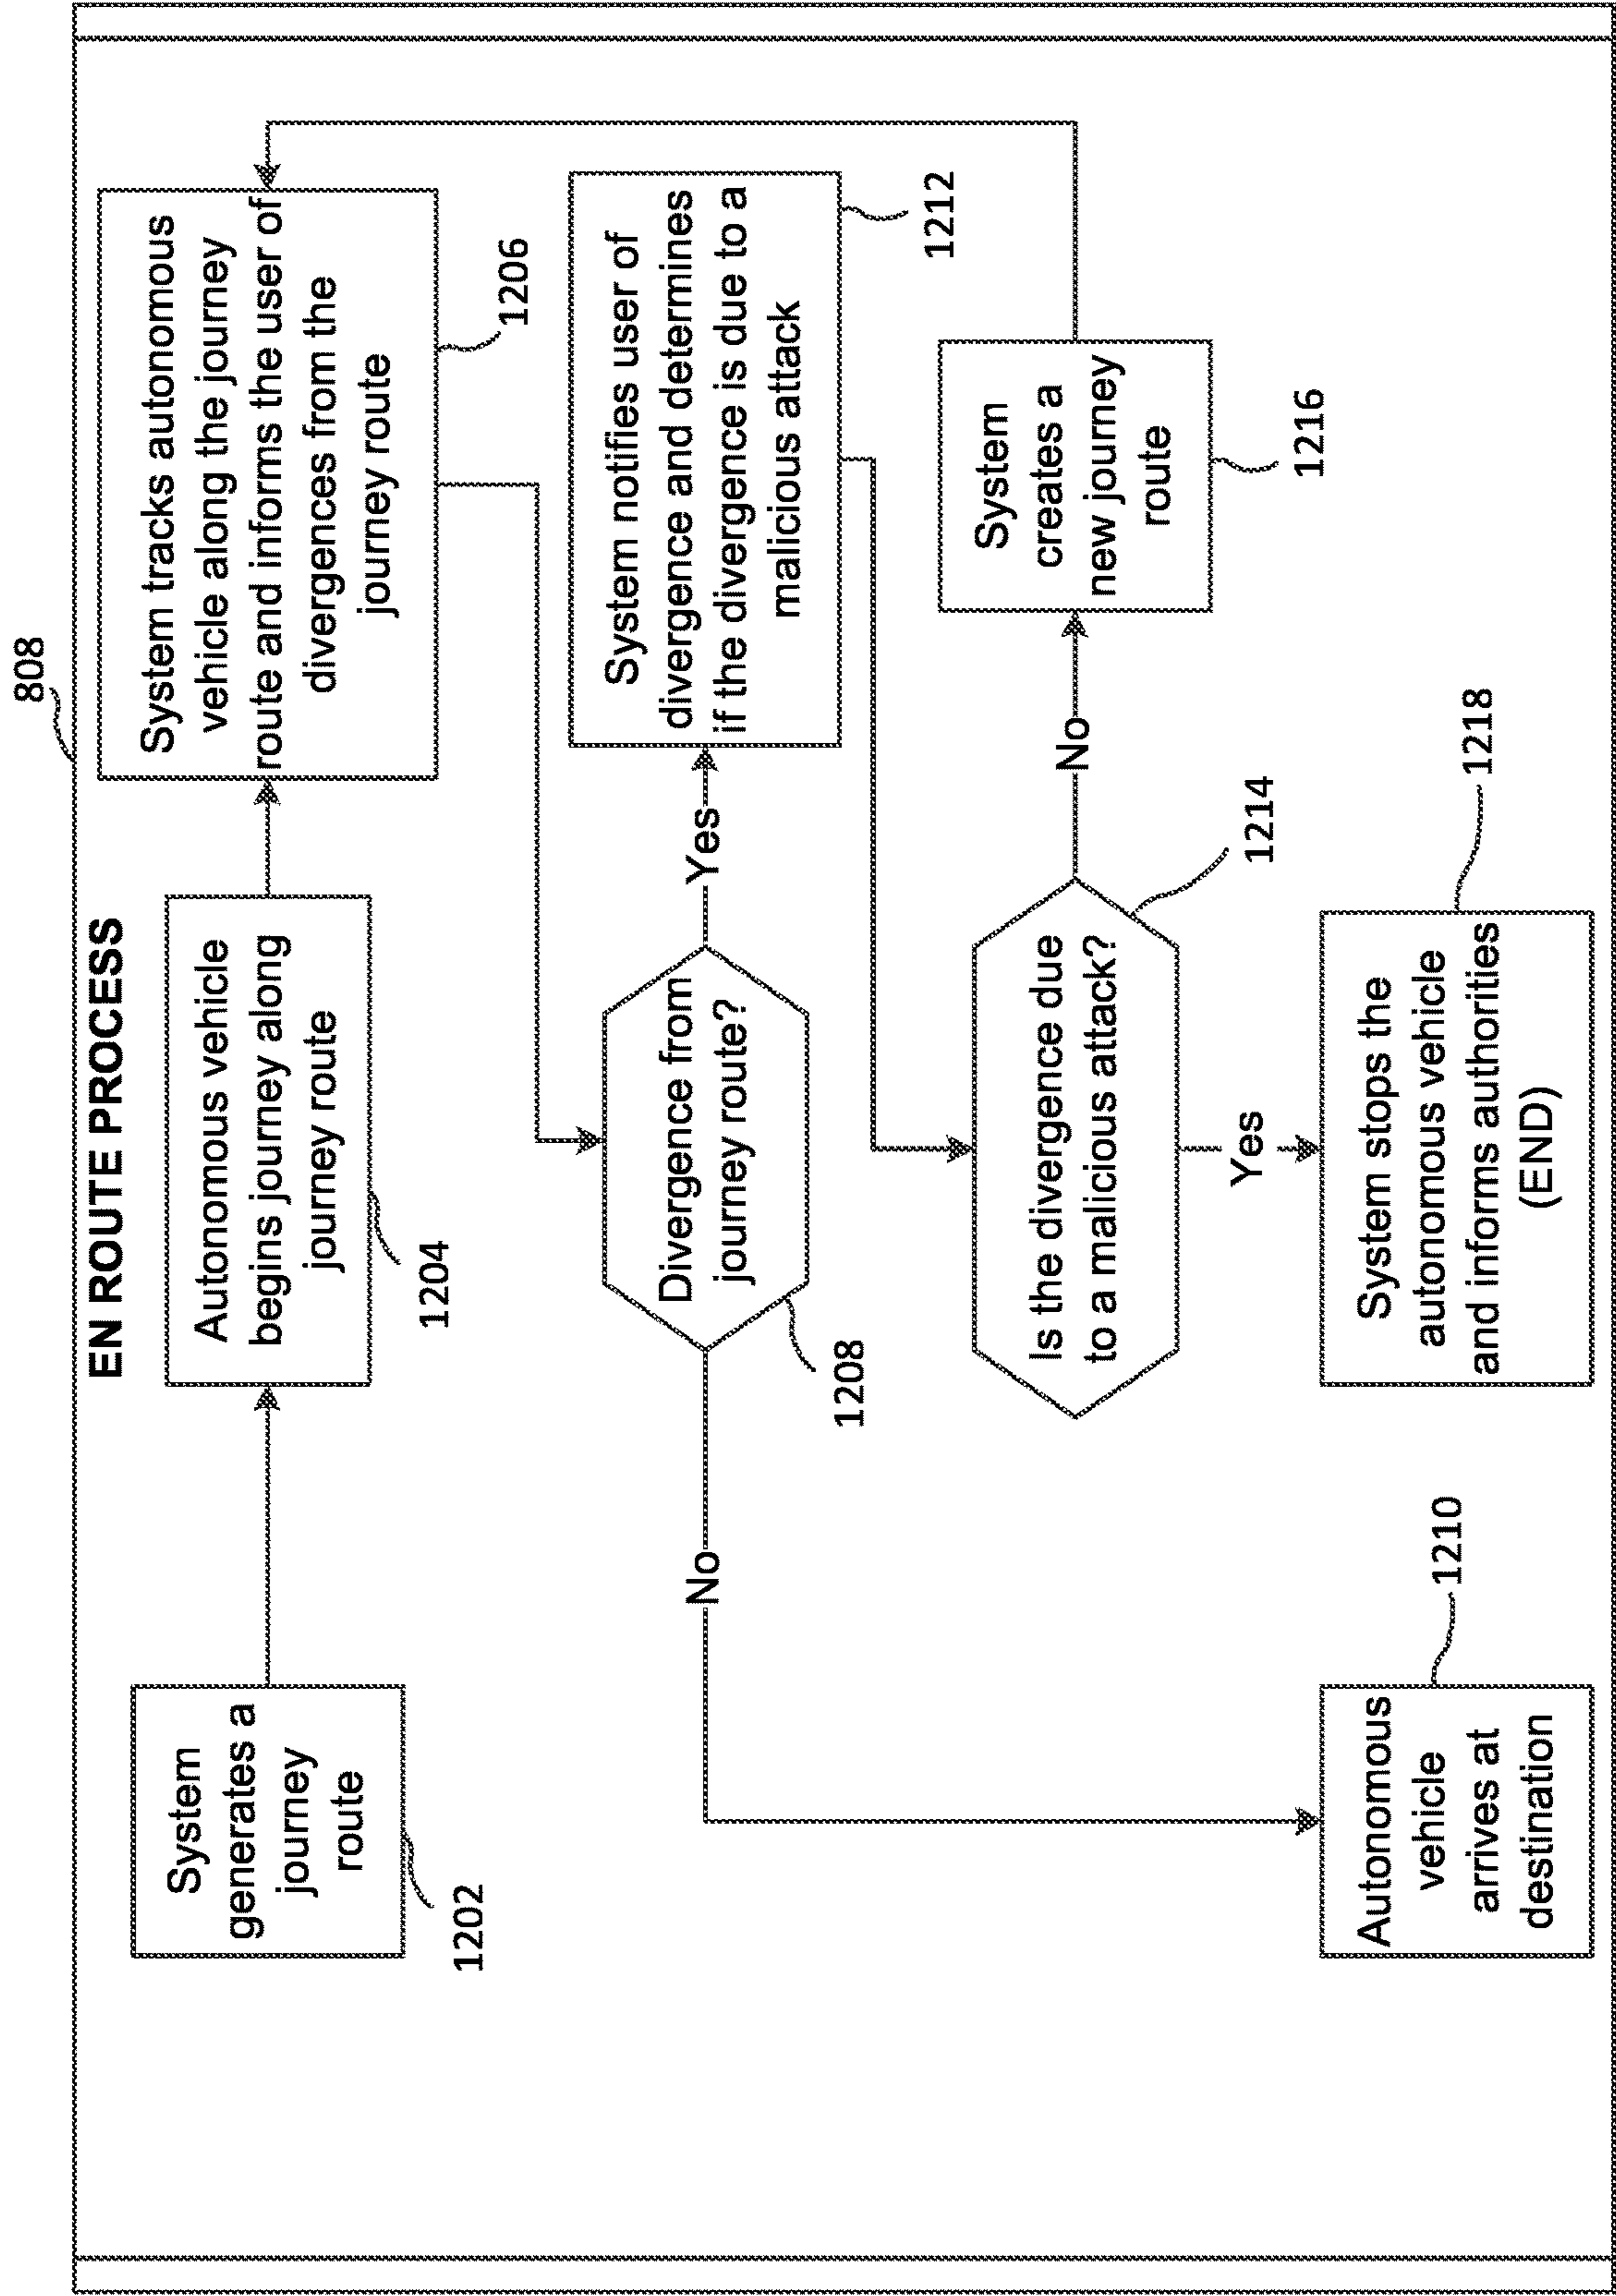 808
EN ROUTE PROCESS
System
generates a
journey
route
1202
Autonomous vehicle
begins journey along
journey route
1204
System tracks autonomous
vehicle along the journey
route and informs the user of
divergences from the
journey route
1206
Divergence from
journey route?
1208
No
Yes
System notifies user of
divergence and determines
if the divergence is due to a
malicious attack
1212
Is the divergence due
to a malicious attack?
1214
No
System
creates a
new journey
route
1216
Yes
Autonomous
vehicle
arrives at
destination
1210
System stops the
autonomous vehicle
and informs authorities
(END)
1218